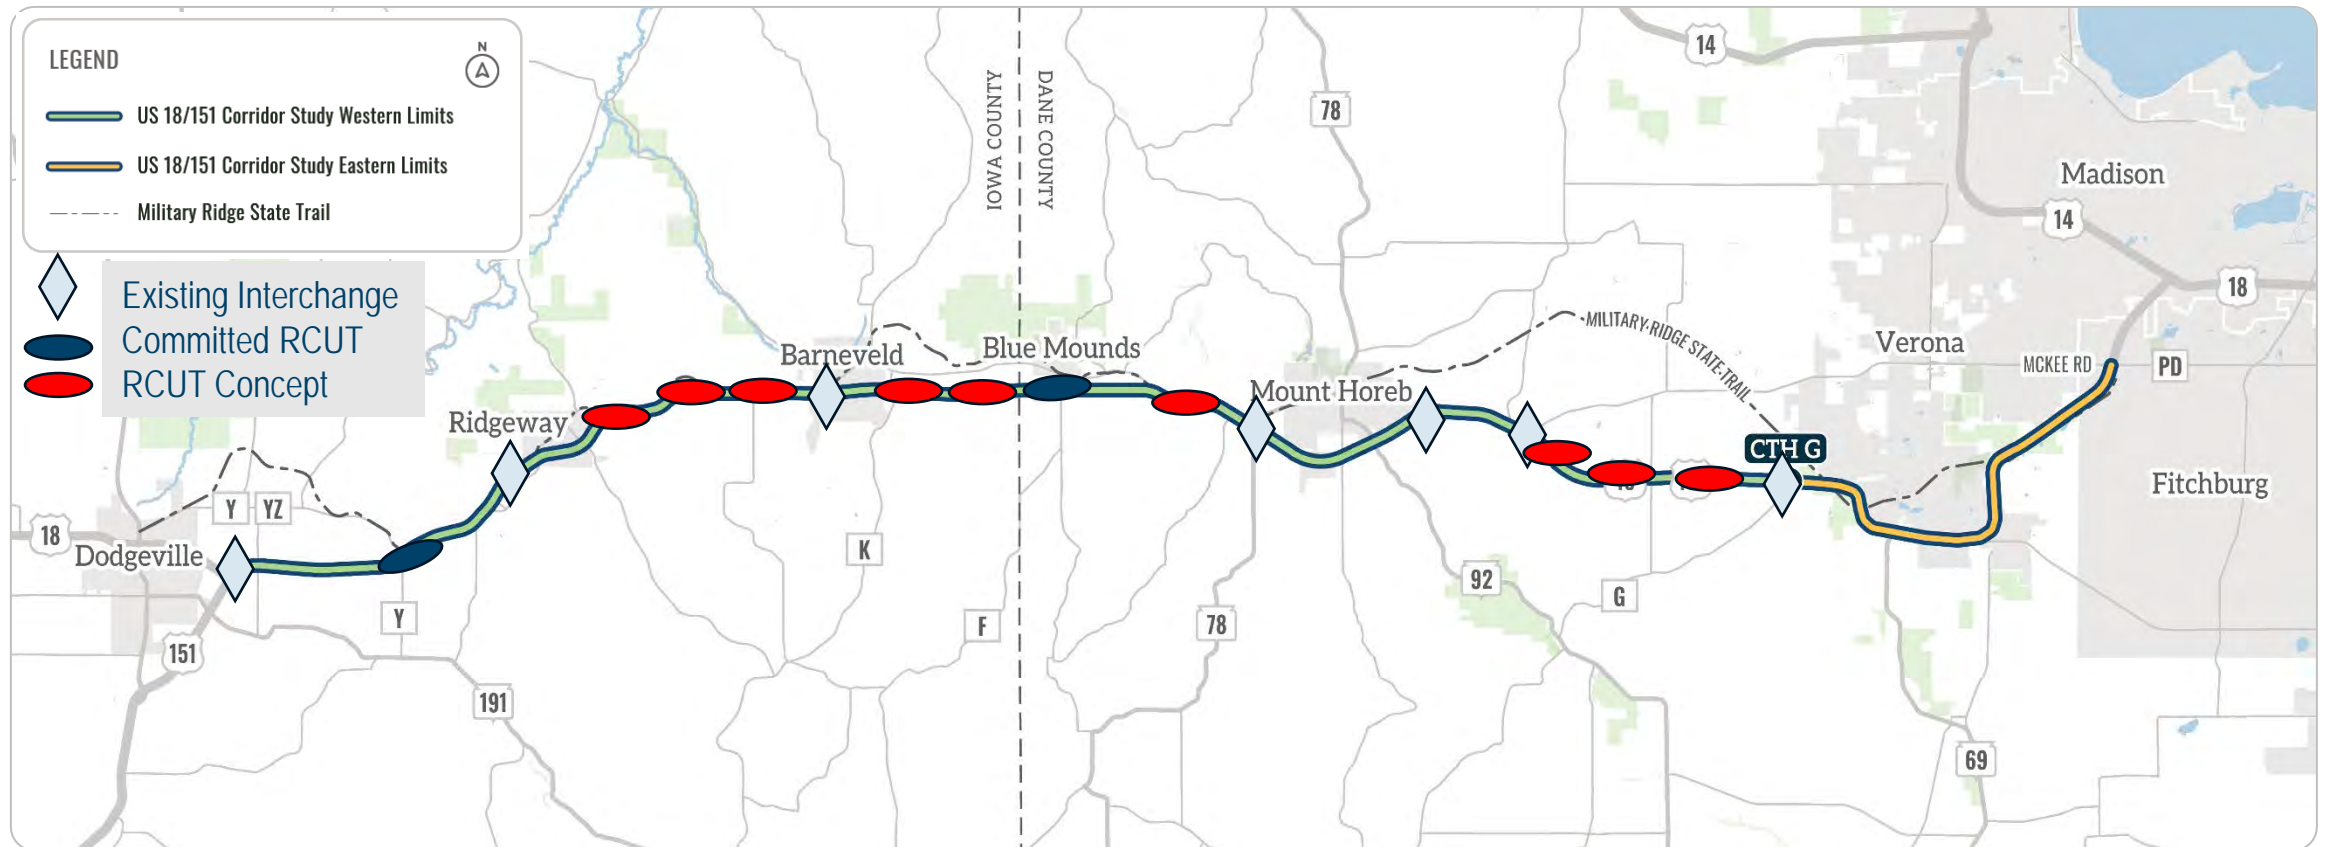 LEGEND
N
US 18/151 Corridor Study Western Limits
US 18/151 Corridor Study Eastern Limits
Military Ridge State Trail
Existing Interchange
Committed RCUT
RCUT Concept
IOWA COUNTY
DANE COUNTY
14
78
Madison
14
18
MILITARY RIDGE STATE TRAIL
Verona
Barneveld
Blue Mounds
MCKEE RD
PD
Mount Horeb
Ridgeway
CTH G
Fitchburg
Y
YZ
18
Dodgeville
K
92
G
Y
F
78
151
191
69